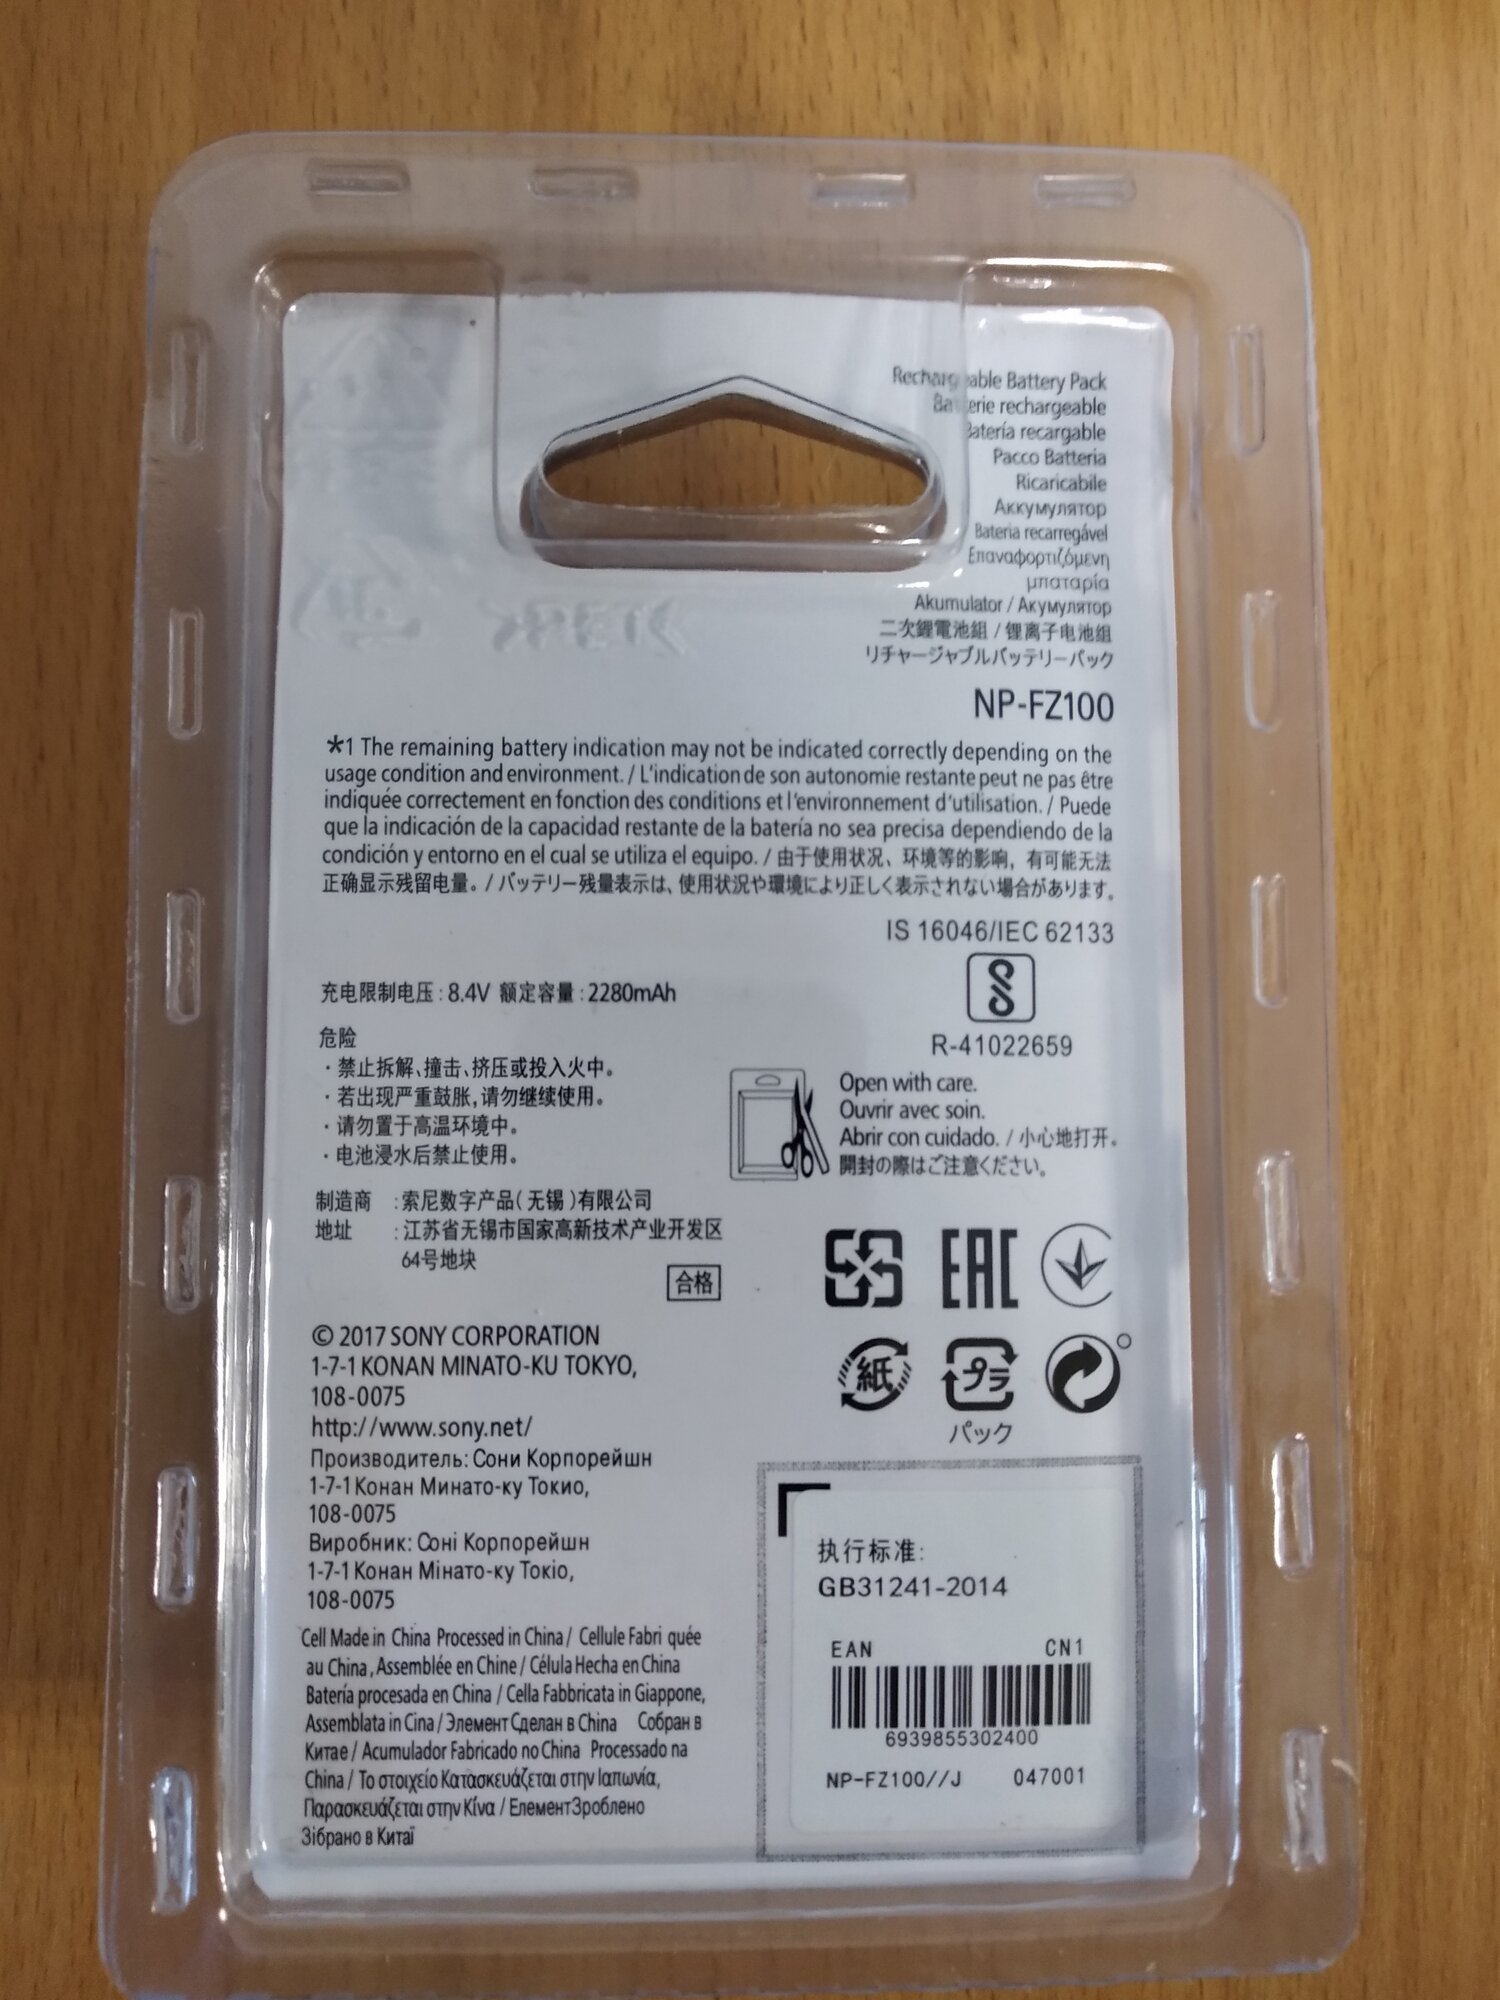 Rechargeable Battery Pack
Batterie rechargeable
Batería recargable
Pacco Batteria
Ricaricabile
Аккумулятор
Bateria recarregável
Επαναφορτιζόμενη
μπαταρία
Akumulator / Акумулятор
二次鋰電池組 / 锂离子电池组
リチャージャブルバッテリーパック
NP-FZ100
*1 The remaining battery indication may not be indicated correctly depending on the
usage condition and environment. / L'indication de son autonomie restante peut ne pas être
indiquée correctement en fonction des conditions et l'environnement d'utilisation. / Puede
que la indicación de la capacidad restante de la batería no sea precisa dependiendo de la
condición y entorno en el cual se utiliza el equipo. / 由于使用状况、环境等的影响，有可能无法
正确显示残留电量。 / バッテリー残量表示は、使用状況や環境により正しく表示されない場合があります。
IS 16046/IEC 62133
R-41022659
充电限制电压 : 8.4V 额定容量 : 2280mAh
危险
· 禁止拆解、撞击、挤压或投入火中。
· 若出现严重鼓胀，请勿继续使用。
· 请勿置于高温环境中。
· 电池浸水后禁止使用。
Open with care.
Ouvrir avec soin.
Abrir con cuidado. / 小心地打开。
開封の際はご注意ください。
制造商 : 索尼数字产品（无锡）有限公司
地址 : 江苏省无锡市国家高新技术产业开发区
64号地块
合格
EAC
紙
プラ
パック
© 2017 SONY CORPORATION
1-7-1 KONAN MINATO-KU TOKYO,
108-0075
http://www.sony.net/
Производитель: Сони Корпорейшн
1-7-1 Конан Минато-ку Токио,
108-0075
Виробник: Соні Корпорейшн
1-7-1 Конан Мінато-ку Токіо,
108-0075
Cell Made in China Processed in China / Cellule Fabri quée
au China, Assemblée en Chine / Célula Hecha en China
Batería procesada en China / Cella Fabbricata in Giappone,
Assemblata in Cina / Элемент Сделан в China Собран в
Китае / Acumulador Fabricado no China Processado na
China / Το στοιχείο Κατασκευάζεται στην Ιαπωνία,
Παρασκευάζεται στην Κίνα / Елемент Зроблено
Зібрано в Китаї
执行标准:
GB31241-2014
EAN CN1
6939855302400
NP-FZ100//J 047001